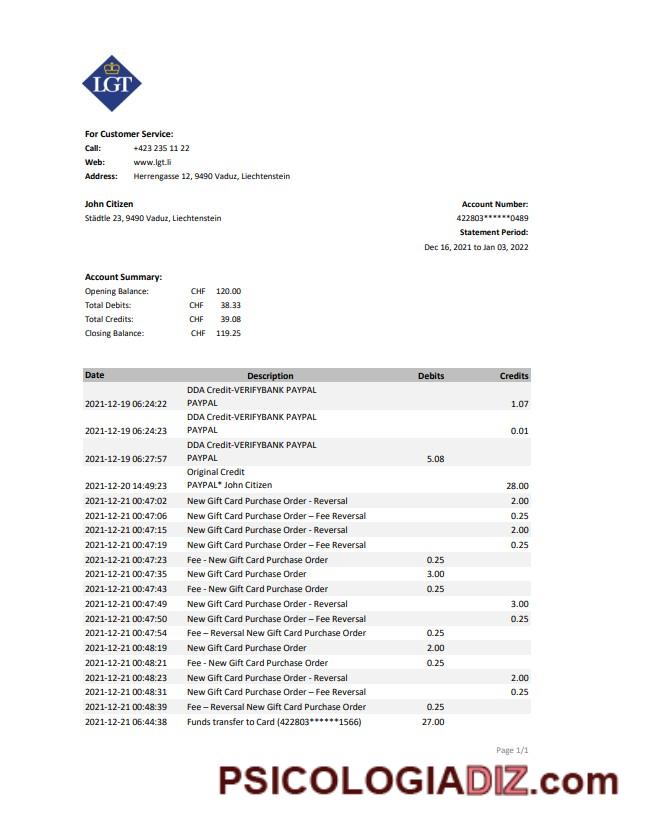 LGT
For Customer Service:
Call: +423 235 11 22
Web: www.lgt.li
Address: Herrengasse 12, 9490 Vaduz, Liechtenstein
John Citizen Account Number:
Städtle 23, 9490 Vaduz, Liechtenstein 422803******0489
Statement Period:
Dec 16, 2021 to Jan 03, 2022
Account Summary:
Opening Balance: CHF 120.00
Total Debits: CHF 38.33
Total Credits: CHF 39.08
Closing Balance: CHF 119.25
Date Description Debits Credits
DDA Credit-VERIFYBANK PAYPAL
2021-12-19 06:24:22 PAYPAL 1.07
DDA Credit-VERIFYBANK PAYPAL
2021-12-19 06:24:23 PAYPAL 0.01
DDA Credit-VERIFYBANK PAYPAL
2021-12-19 06:27:57 PAYPAL 5.08
Original Credit
2021-12-20 14:49:23 PAYPAL* John Citizen 28.00
2021-12-21 00:47:02 New Gift Card Purchase Order - Reversal 2.00
2021-12-21 00:47:06 New Gift Card Purchase Order – Fee Reversal 0.25
2021-12-21 00:47:15 New Gift Card Purchase Order - Reversal 2.00
2021-12-21 00:47:19 New Gift Card Purchase Order – Fee Reversal 0.25
2021-12-21 00:47:23 Fee - New Gift Card Purchase Order 0.25
2021-12-21 00:47:35 New Gift Card Purchase Order 3.00
2021-12-21 00:47:43 Fee - New Gift Card Purchase Order 0.25
2021-12-21 00:47:49 New Gift Card Purchase Order - Reversal 3.00
2021-12-21 00:47:50 New Gift Card Purchase Order – Fee Reversal 0.25
2021-12-21 00:47:54 Fee – Reversal New Gift Card Purchase Order 0.25
2021-12-21 00:48:19 New Gift Card Purchase Order 2.00
2021-12-21 00:48:21 Fee - New Gift Card Purchase Order 0.25
2021-12-21 00:48:23 New Gift Card Purchase Order - Reversal 2.00
2021-12-21 00:48:31 New Gift Card Purchase Order – Fee Reversal 0.25
2021-12-21 00:48:39 Fee – Reversal New Gift Card Purchase Order 0.25
2021-12-21 06:44:38 Funds transfer to Card (422803******1566) 27.00
Page 1/1
PSICOLOGIADIZ.com